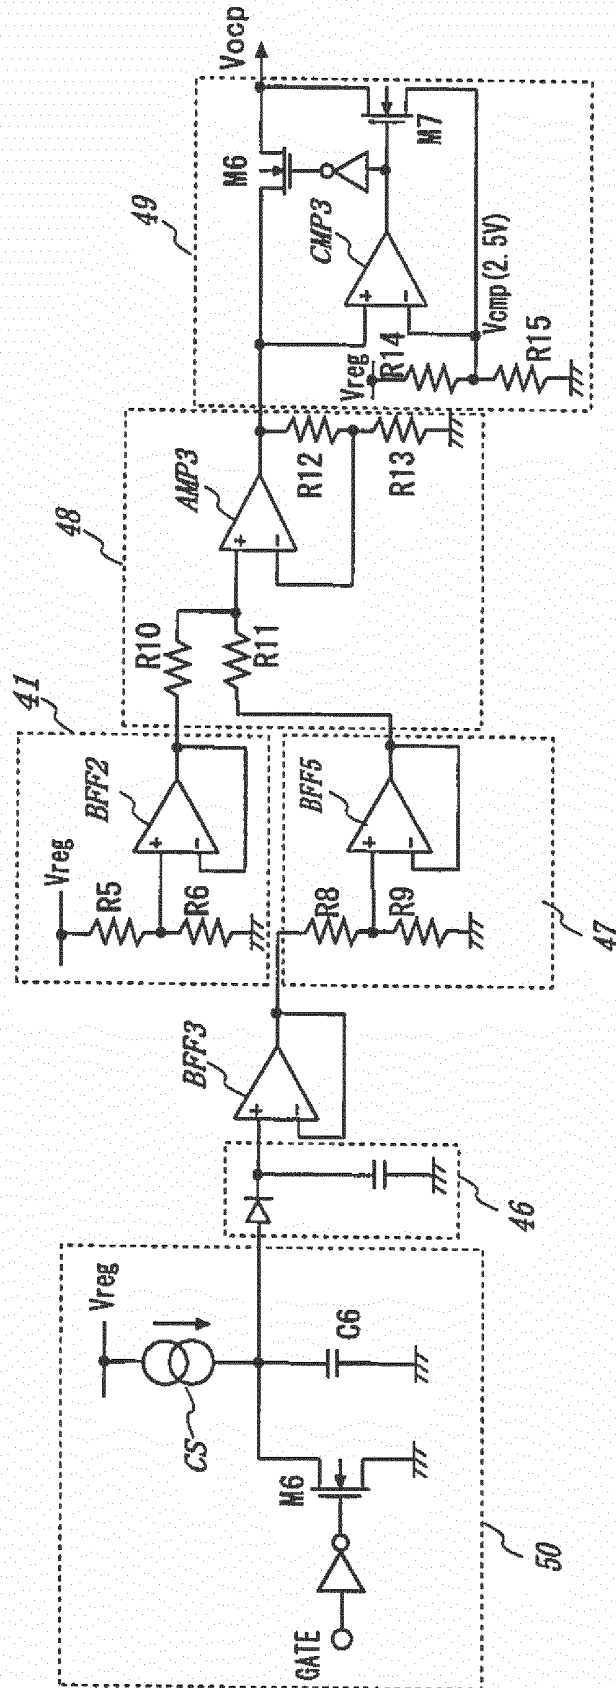 GATE
50
M6
C6
CS
Vreg
46
BFF3
47
R8
R9
BFF5
41
Vreg
R5
R6
BFF2
48
R10
R11
AMP3
R12
R13
49
Vreg
R14
R15
Vcmp(2.5V)
CMP3
M6
M7
Vocp
+
−
+
−
+
−
+
−
+
−